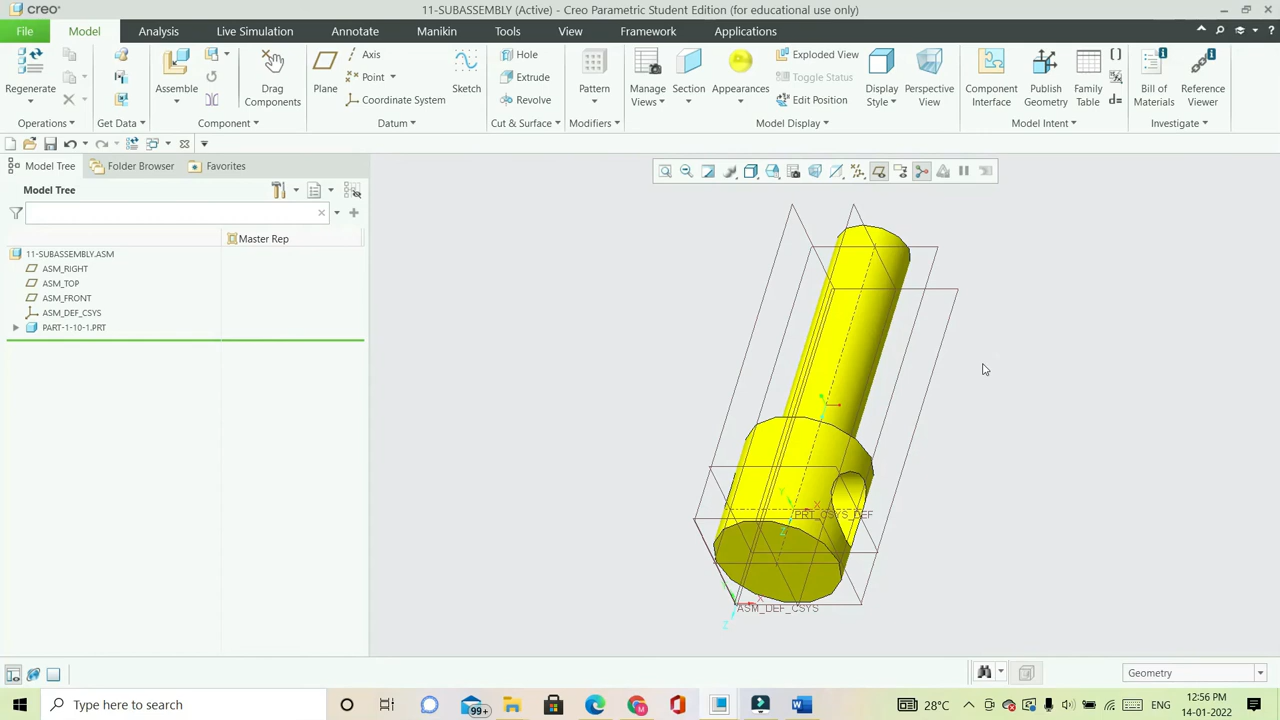 creo
11-SUBASSEMBLY (Active) - Creo Parametric Student Edition (for educational use only)
File Model Analysis Live Simulation Annotate Manikin Tools View Framework Applications
Regenerate
Operations
Get Data
Assemble
Drag
Components
Component
Plane
Axis
Point
Coordinate System
Sketch
Datum
Hole
Extrude
Revolve
Cut & Surface
Pattern
Modifiers
Manage
Views
Section
Appearances
Exploded View
Toggle Status
Edit Position
Display
Style
Perspective
View
Model Display
Component
Interface
Publish
Geometry
Family
Table
Model Intent
Bill of
Materials
Reference
Viewer
Investigate
Model Tree Folder Browser Favorites
Model Tree
Master Rep
11-SUBASSEMBLY.ASM
ASM_RIGHT
ASM_TOP
ASM_FRONT
ASM_DEF_CSYS
PART-1-10-1.PRT
Y X
PRT_CSYS_DEF
Z
X
ASM_DEF_CSYS
Z
Geometry
Type here to search
99+
28°C
ENG
12:56 PM
14-01-2022